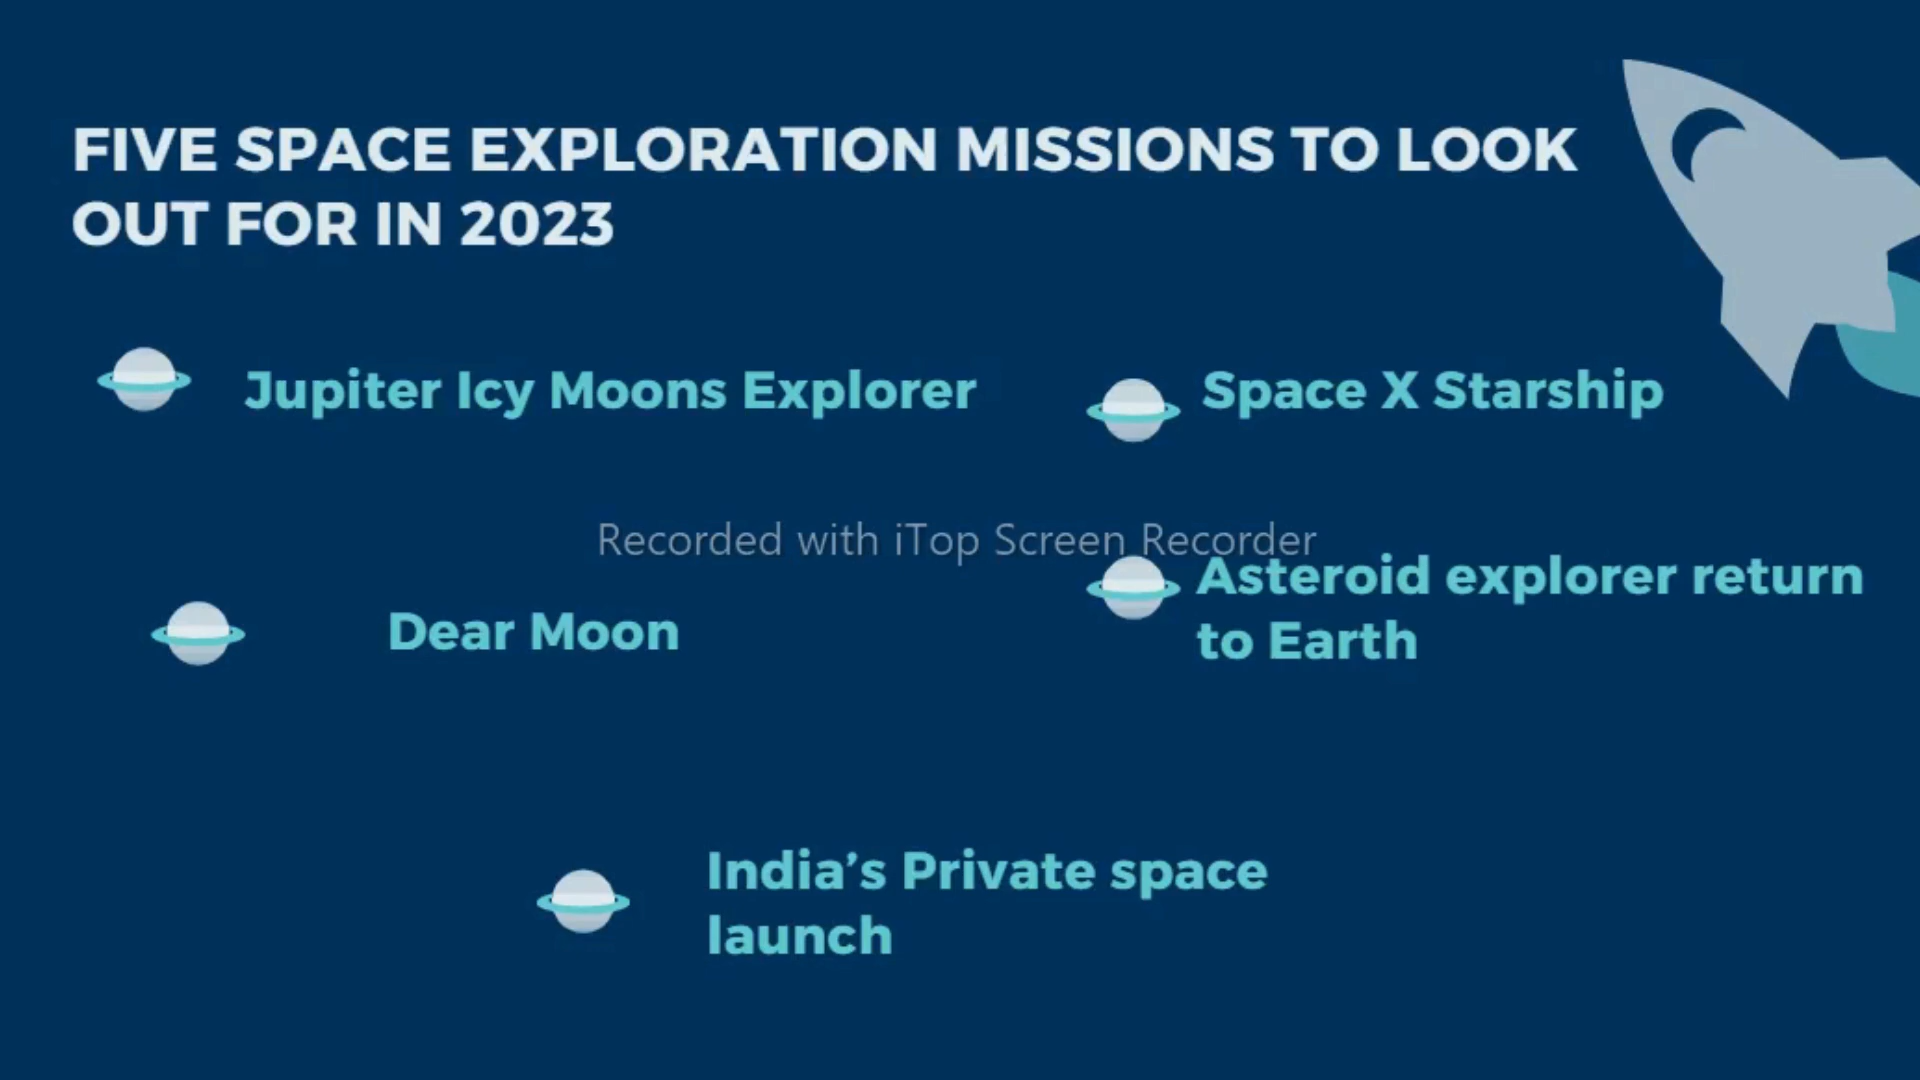 FIVE SPACE EXPLORATION MISSIONS TO LOOK
OUT FOR IN 2023
Jupiter Icy Moons Explorer
Space X Starship
Recorded with iTop Screen Recorder
Dear Moon
Asteroid explorer return
to Earth
India’s Private space
launch